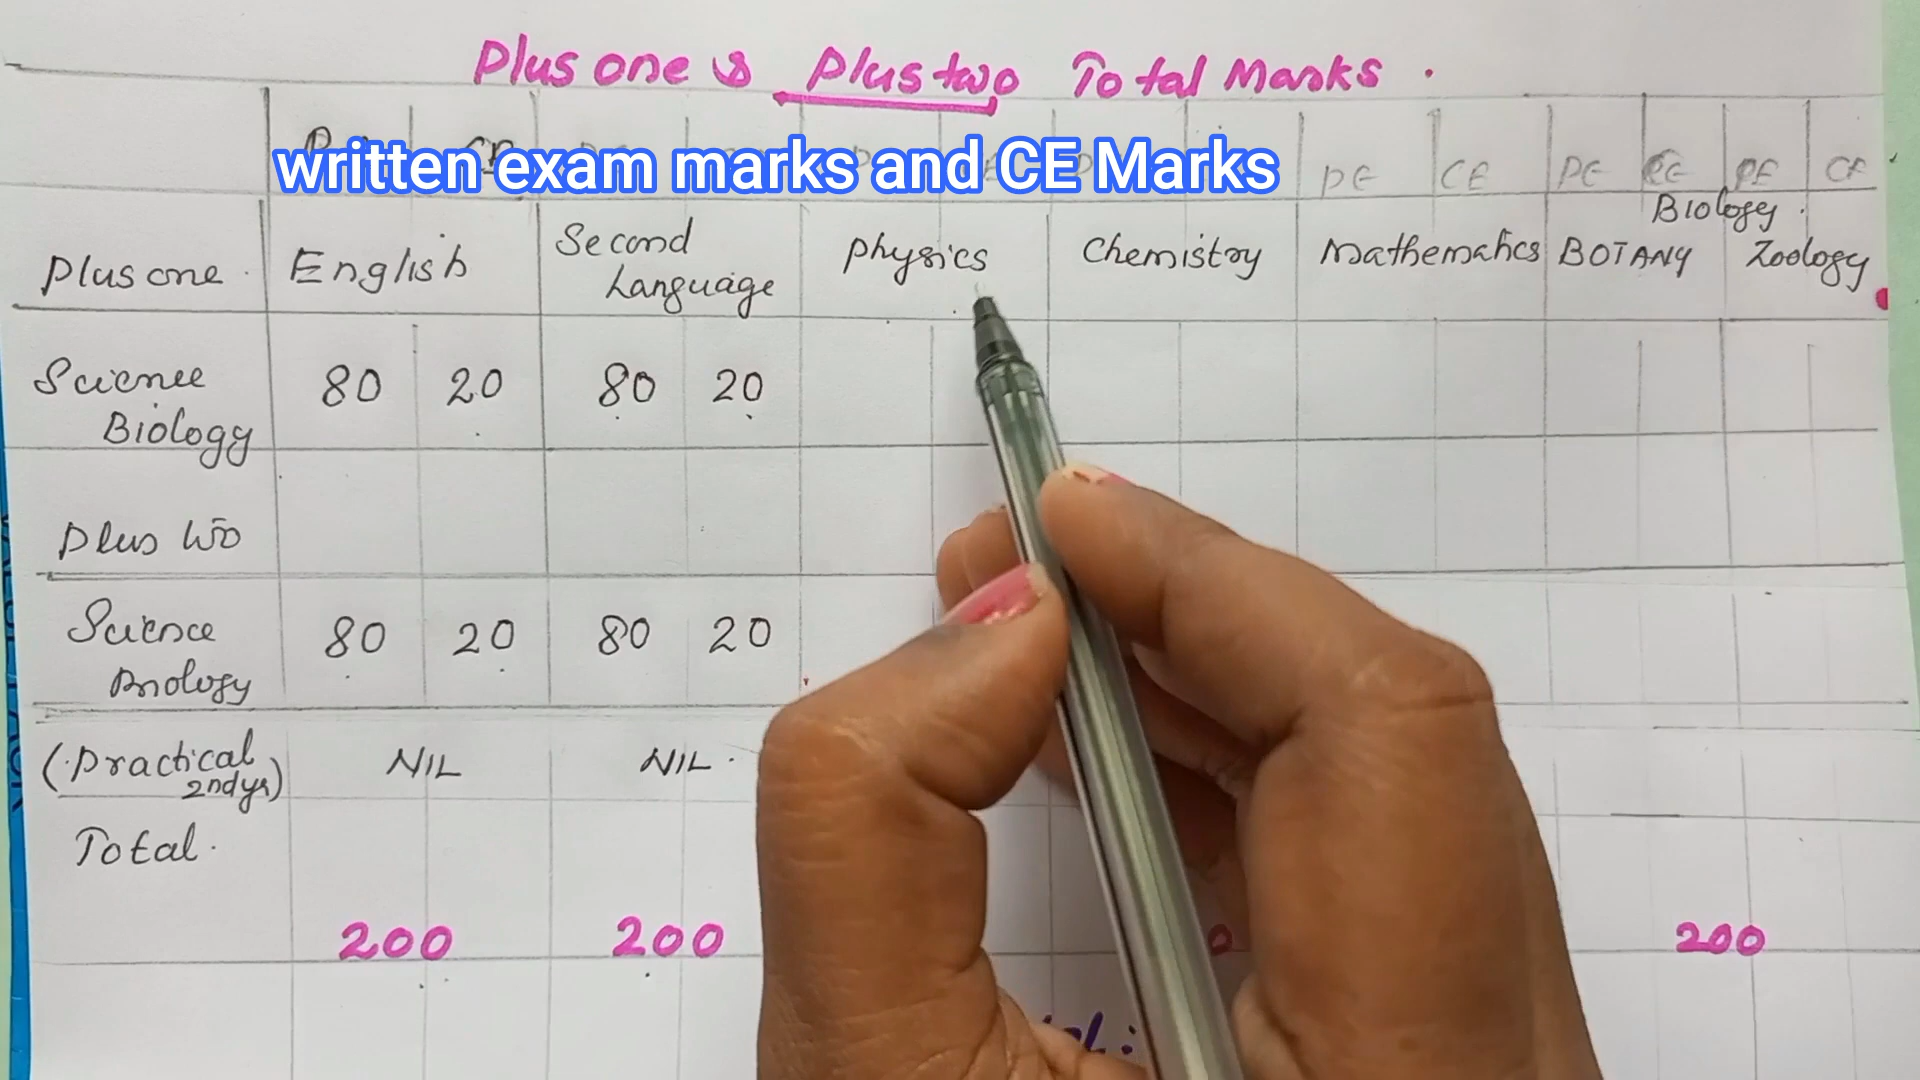 Plus one & Plus two Total Marks.
written exam marks and CE Marks
PE CE PE CE PE CE
Biology.
Plus one. English Second Language Physics Chemistry Mathematics BOTANY Zoology
Science Biology 80 20 80 20
Plus two
Science Biology 80 20 80 20
(Practical 2ndyr) NIL NIL.
Total.
200 200 200